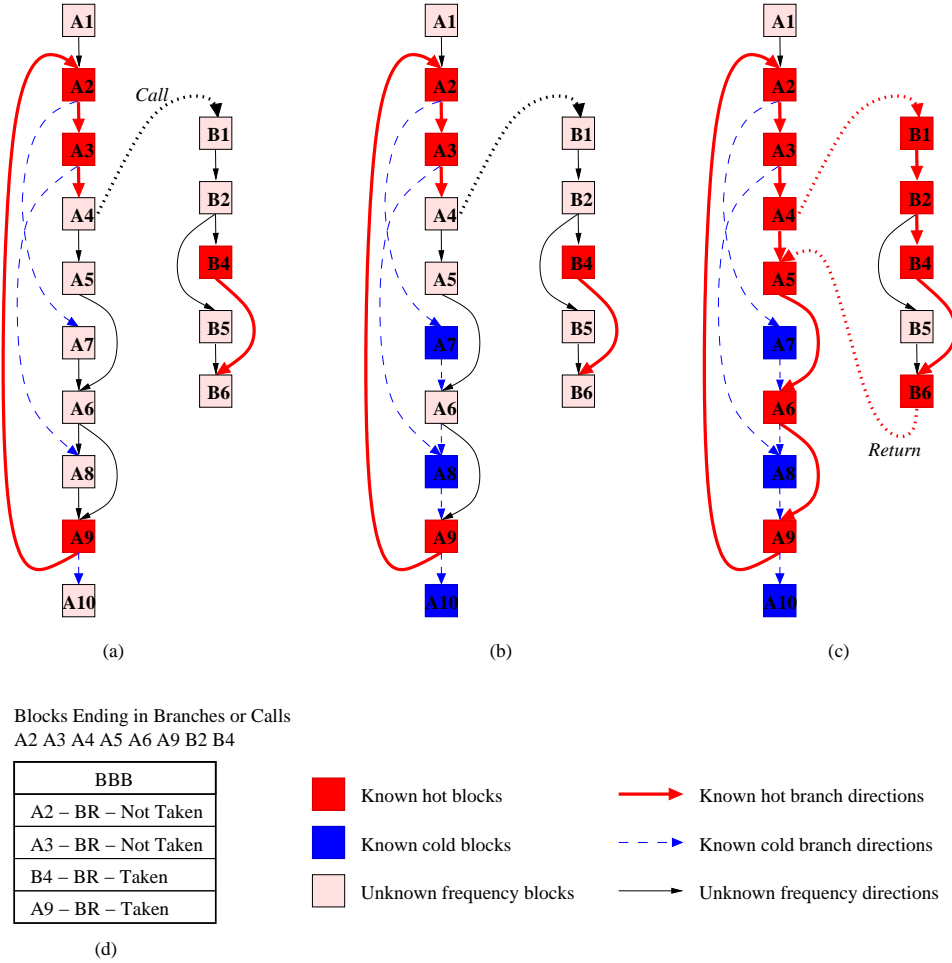 A1
A2
A3
A4
A5
A7
A6
A8
A9
A10
Call
B1
B2
B4
B5
B6
(a)
A1
A2
A3
A4
A5
A7
A6
A8
A9
A10
B1
B2
B4
B5
B6
(b)
A1
A2
A3
A4
A5
A7
A6
A8
A9
A10
B1
B2
B4
B5
B6
Return
(c)
Blocks Ending in Branches or Calls
A2 A3 A4 A5 A6 A9 B2 B4
BBB
A2 – BR – Not Taken
A3 – BR – Not Taken
B4 – BR – Taken
A9 – BR – Taken
(d)
Known hot blocks
Known cold blocks
Unknown frequency blocks
Known hot branch directions
Known cold branch directions
Unknown frequency directions